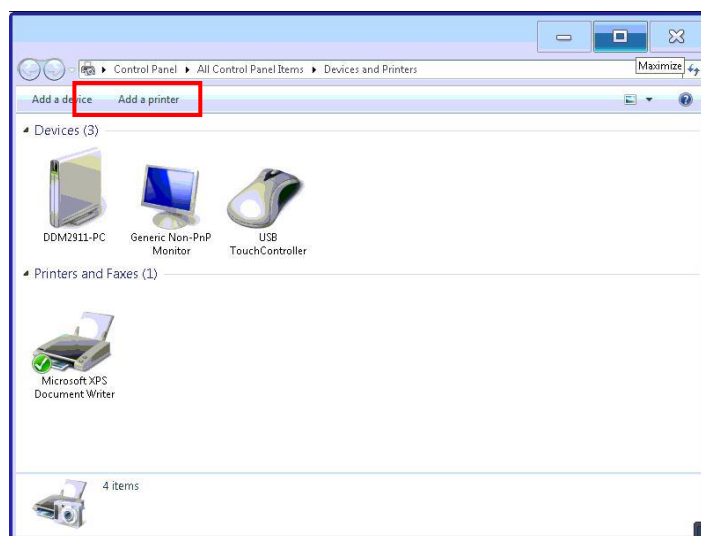 Control Panel All Control Panel Items Devices and Printers
Maximize
Add a device Add a printer
Devices (3)
DDM2911-PC
Generic Non-PnP
Monitor
USB
TouchController
Printers and Faxes (1)
Microsoft XPS
Document Writer
4 items